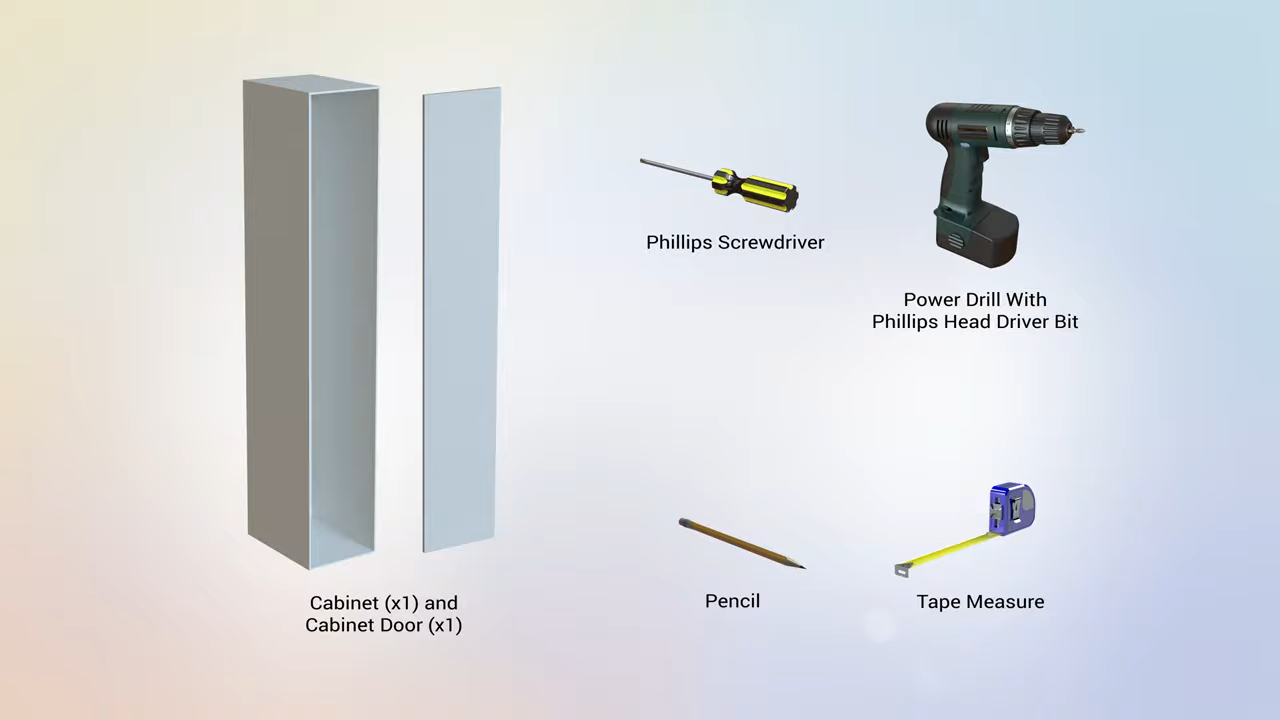 Phillips Screwdriver
Power Drill With
Phillips Head Driver Bit
Cabinet (x1) and
Cabinet Door (x1)
Pencil
Tape Measure